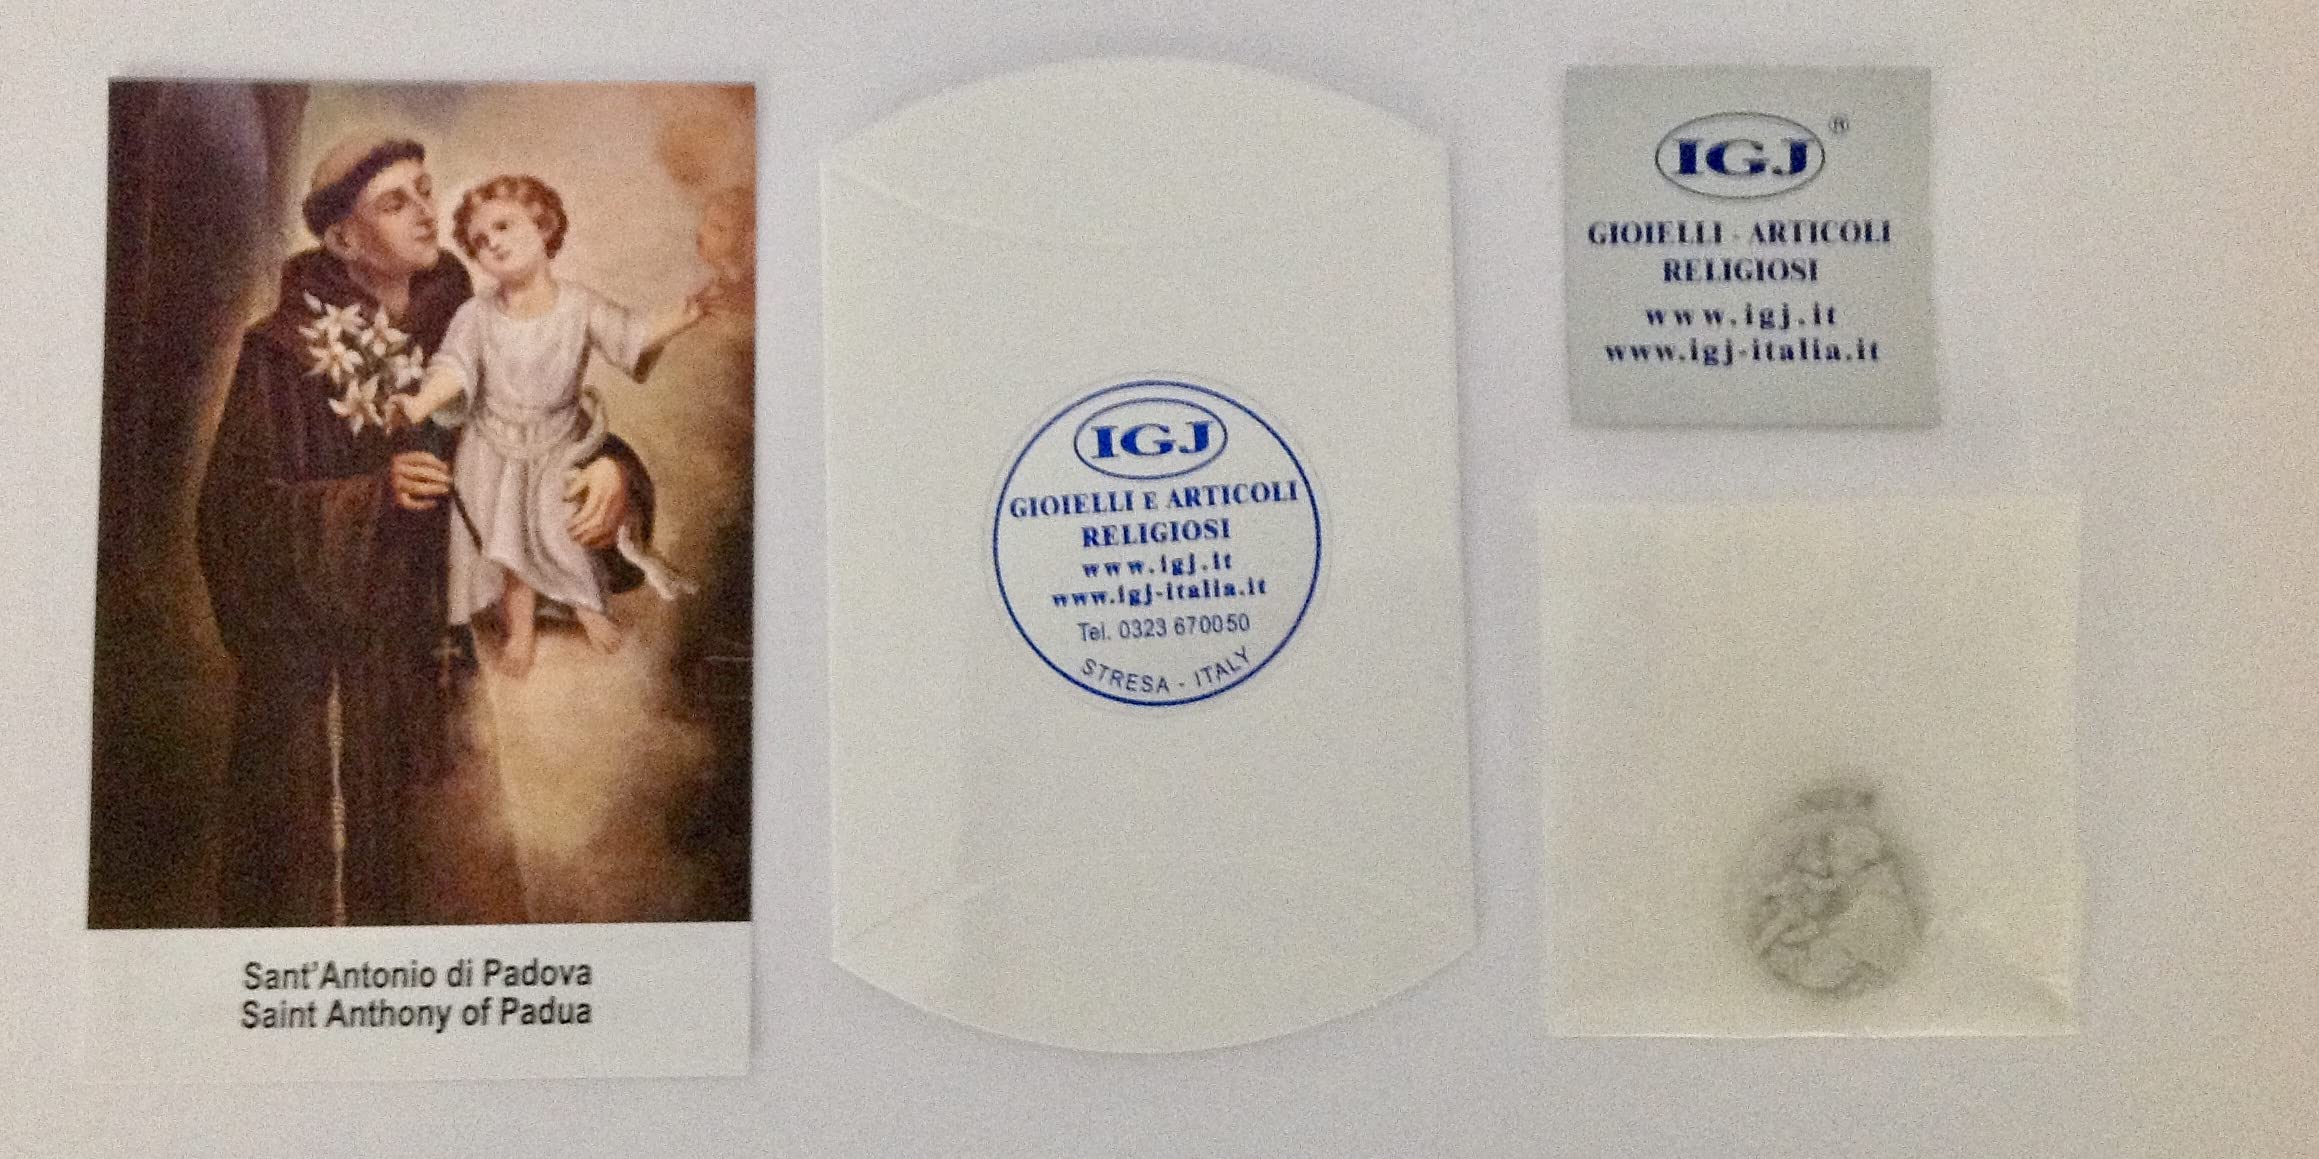 Sant'Antonio di Padova
Saint Anthony of Padua
IGJ
GIOIELLI E ARTICOLI
RELIGIOSI
www.igj.it
www.igj-italia.it
Tel. 0323 670050
STRESA - ITALY
IGJ ®
GIOIELLI - ARTICOLI
RELIGIOSI
www.igj.it
www.igj-italia.it